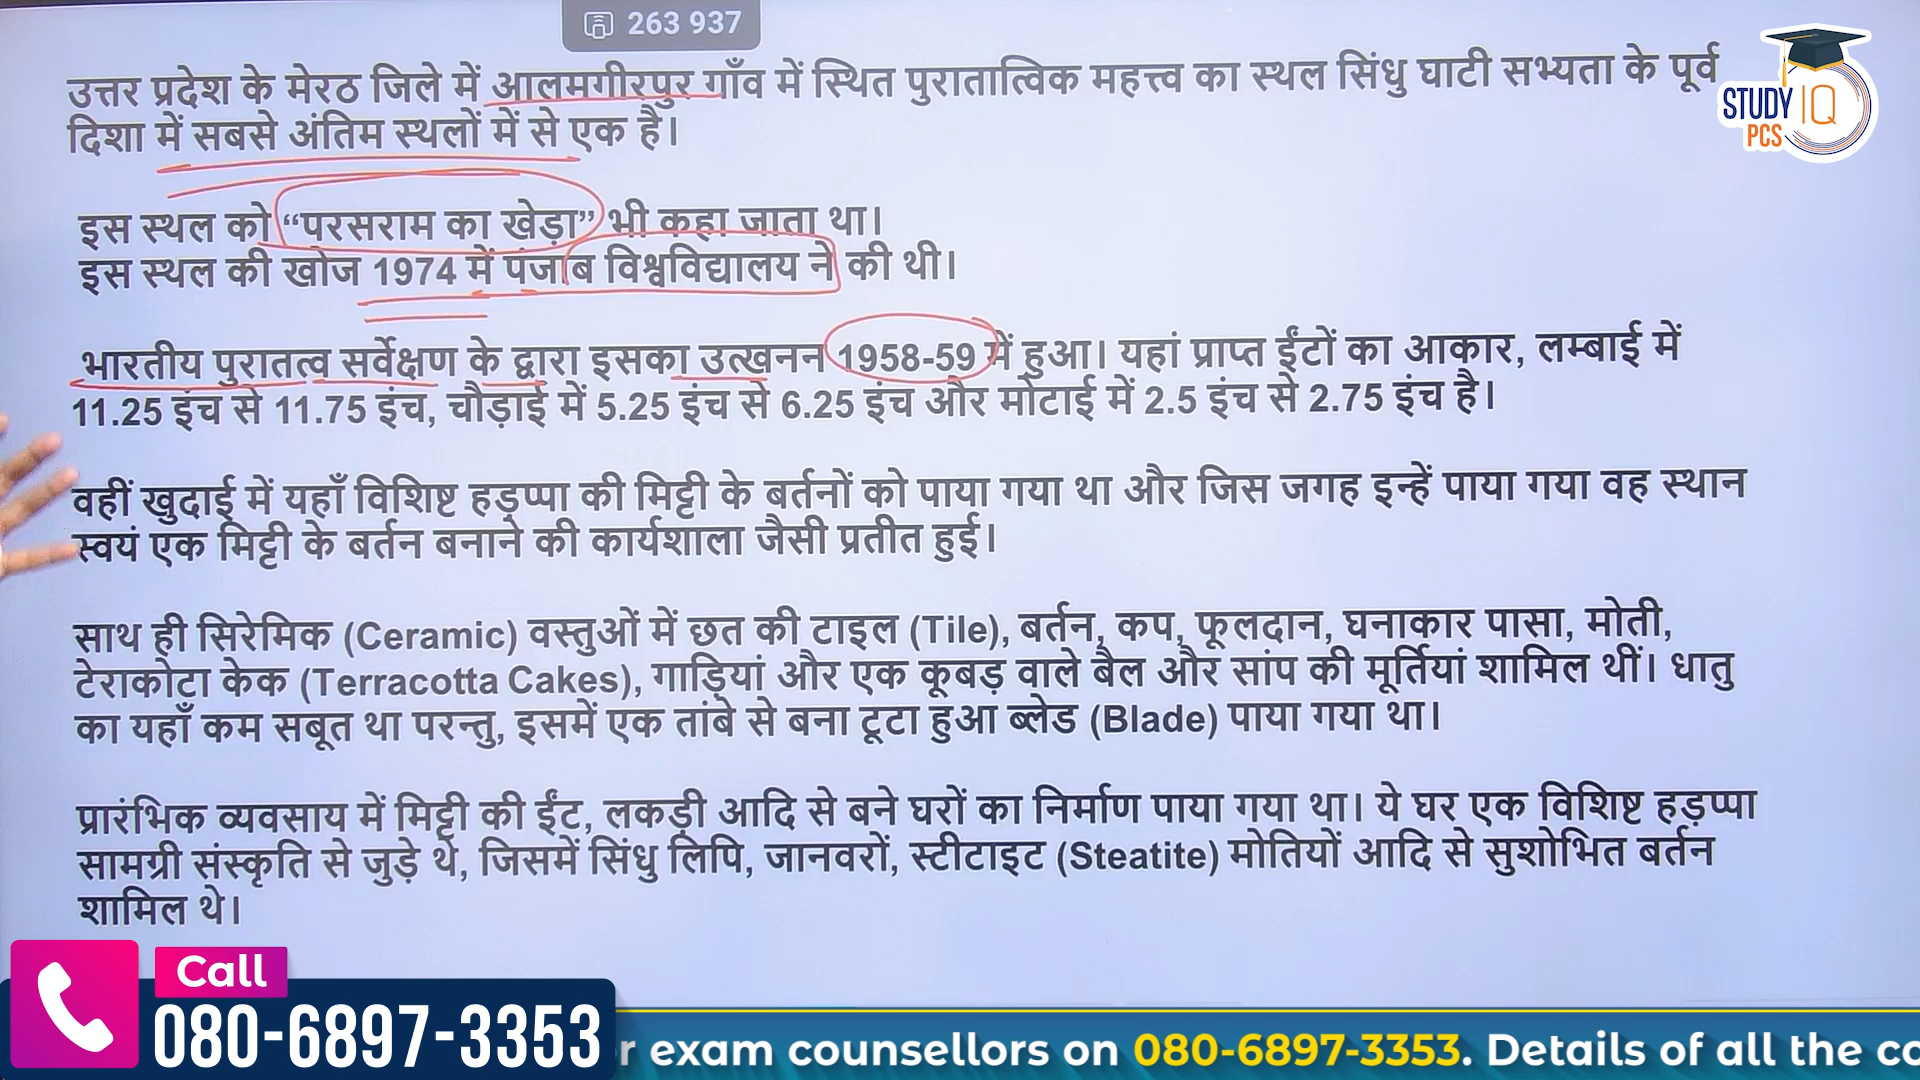 263 937
STUDY IQ
PCS
उत्तर प्रदेश के मेरठ जिले में आलमगीरपुर गाँव में स्थित पुरातात्विक महत्त्व का स्थल सिंधु घाटी सभ्यता के पूर्व
दिशा में सबसे अंतिम स्थलों में से एक है।
इस स्थल को “परसराम का खेड़ा” भी कहा जाता था।
इस स्थल की खोज 1974 में पंजाब विश्वविद्यालय ने की थी।
भारतीय पुरातत्व सर्वेक्षण के द्वारा इसका उत्खनन 1958-59 में हुआ। यहां प्राप्त ईंटों का आकार, लम्बाई में
11.25 इंच से 11.75 इंच, चौड़ाई में 5.25 इंच से 6.25 इंच और मोटाई में 2.5 इंच से 2.75 इंच है।
वहीं खुदाई में यहाँ विशिष्ट हड़प्पा की मिट्टी के बर्तनों को पाया गया था और जिस जगह इन्हें पाया गया वह स्थान
स्वयं एक मिट्टी के बर्तन बनाने की कार्यशाला जैसी प्रतीत हुई।
साथ ही सिरेमिक (Ceramic) वस्तुओं में छत की टाइल (Tile), बर्तन, कप, फूलदान, घनाकार पासा, मोती,
टेराकोटा केक (Terracotta Cakes), गाड़ियां और एक कूबड़ वाले बैल और सांप की मूर्तियां शामिल थीं। धातु
का यहाँ कम सबूत था परन्तु, इसमें एक तांबे से बना टूटा हुआ ब्लेड (Blade) पाया गया था।
प्रारंभिक व्यवसाय में मिट्टी की ईंट, लकड़ी आदि से बने घरों का निर्माण पाया गया था। ये घर एक विशिष्ट हड़प्पा
सामग्री संस्कृति से जुड़े थे, जिसमें सिंधु लिपि, जानवरों, स्टीटाइट (Steatite) मोतियों आदि से सुशोभित बर्तन
शामिल थे।
Call
080-6897-3353
r exam counsellors on 080-6897-3353. Details of all the co